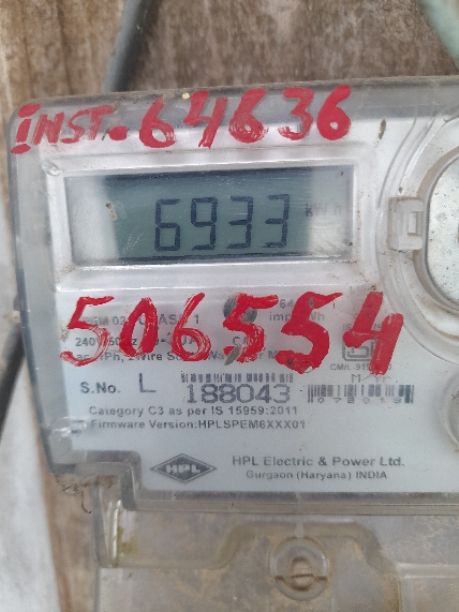 INST. 64636
6933 kWh
506554
S.No. L 188043
Category C3 as per IS 15959:2011
Firmware Version:HPLSPEM6XXX01
HPL
HPL Electric & Power Ltd.
Gurgaon (Haryana) INDIA